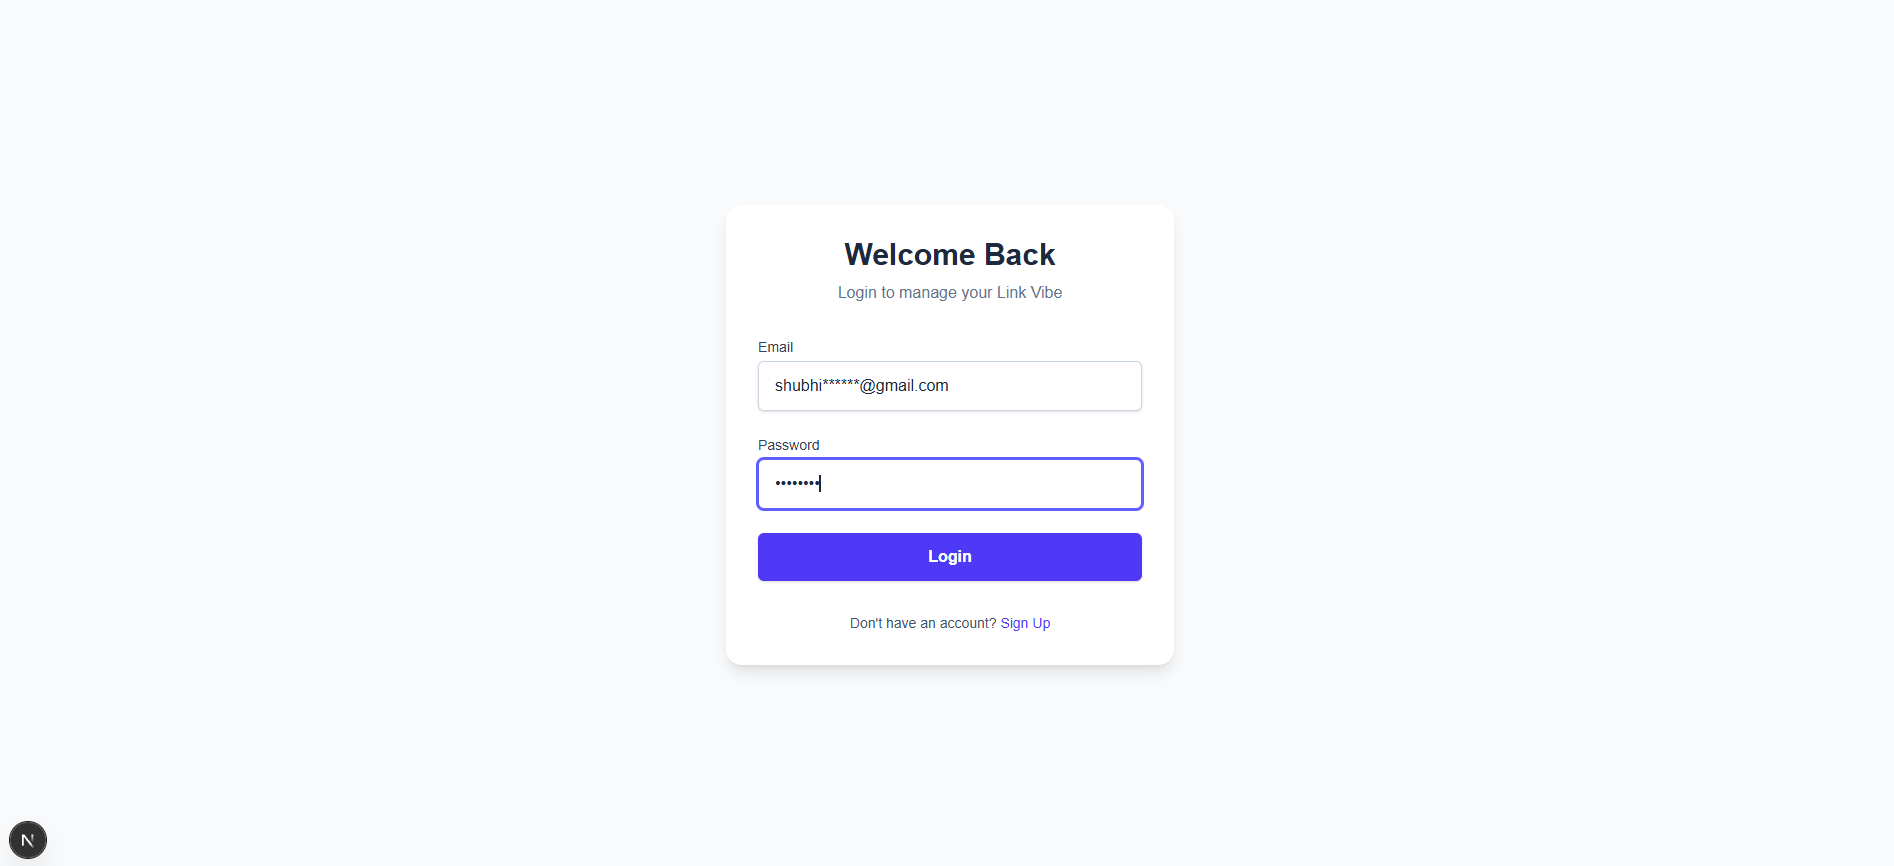 Welcome Back
Login to manage your Link Vibe
Email
shubhi******@gmail.com
Password
••••••••
Login
Don't have an account? Sign Up
N